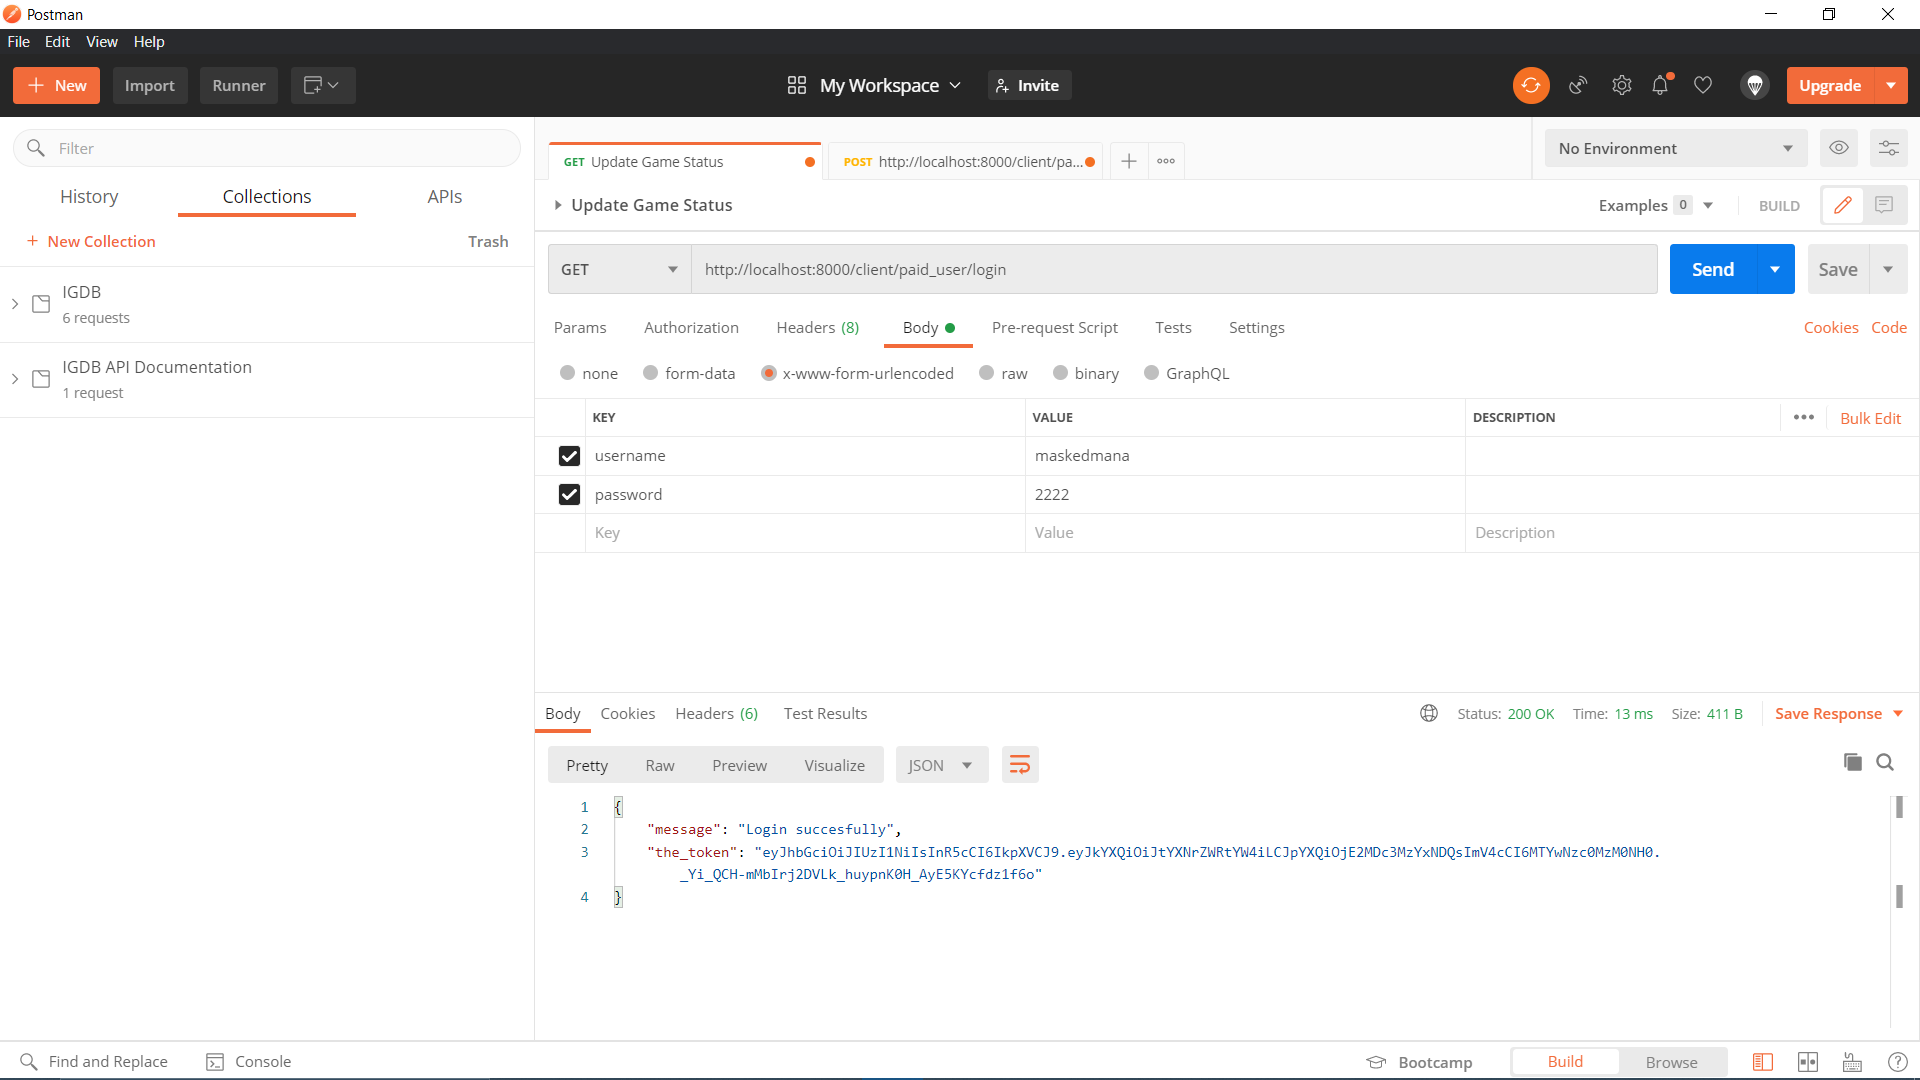 Postman
File Edit View Help
New Import Runner My Workspace Invite Upgrade
Filter
History Collections APIs
+ New Collection Trash
IGDB
6 requests
IGDB API Documentation
1 request
GET Update Game Status
POST http://localhost:8000/client/pa...
No Environment
Update Game Status Examples 0 BUILD
GET http://localhost:8000/client/paid_user/login Send Save
Params Authorization Headers (8) Body Pre-request Script Tests Settings Cookies Code
none form-data x-www-form-urlencoded raw binary GraphQL
KEY VALUE DESCRIPTION Bulk Edit
username maskedmana
password 2222
Key Value Description
Body Cookies Headers (6) Test Results Status: 200 OK Time: 13 ms Size: 411 B Save Response
Pretty Raw Preview Visualize JSON
1 {
2 "message": "Login succesfully",
3 "the_token": "eyJhbGciOiJIUzI1NiIsInR5cCI6IkpXVCJ9.eyJkYXQiOiJtYXNrZWRtYW4iLCJpYXQiOjE2MDc3MzYxNDQsImV4cCI6MTYwNzc0MzM0NH0.
_Yi_QCH-mMbIrj2DVLk_huypnK0H_AyE5KYcfdz1f6o"
4 }
Find and Replace Console Bootcamp Build Browse